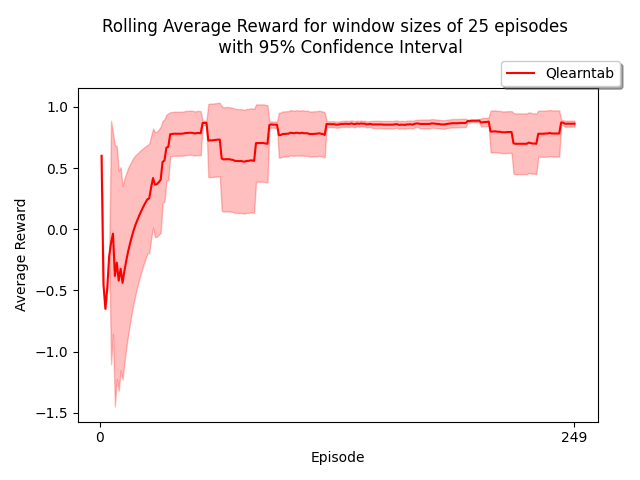 Rolling Average Reward for window sizes of 25 episodes
with 95% Confidence Interval
Qlearntab
1.0
0.5
0.0
−0.5
−1.0
−1.5
Average Reward
0
249
Episode